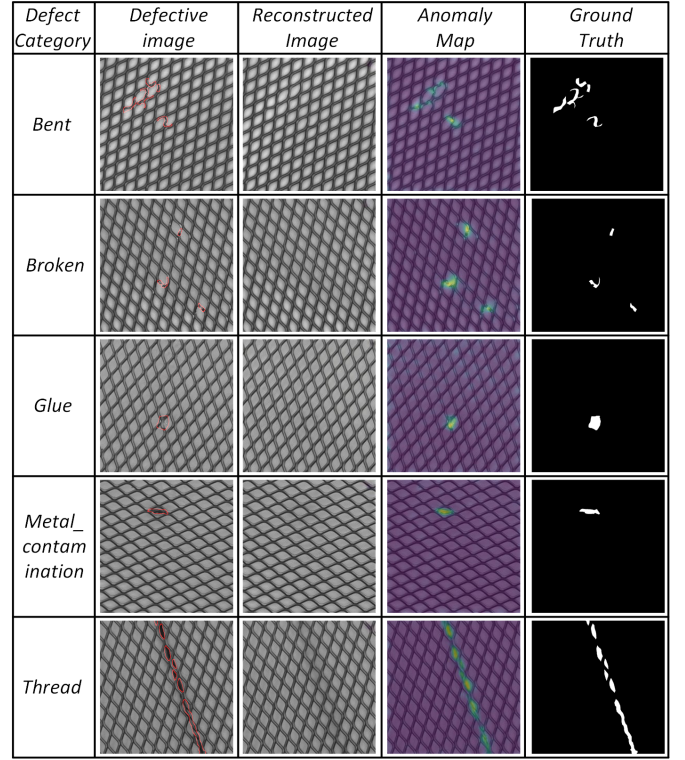 Defect Defective Reconstructed Anomaly Ground
Category image Image Map Truth
Bent
Broken
Glue
Metal_
contam
ination
Thread